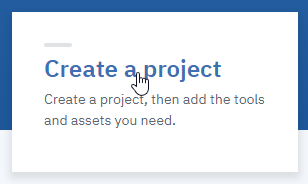 Create a project
Create a project, then add the tools
and assets you need.